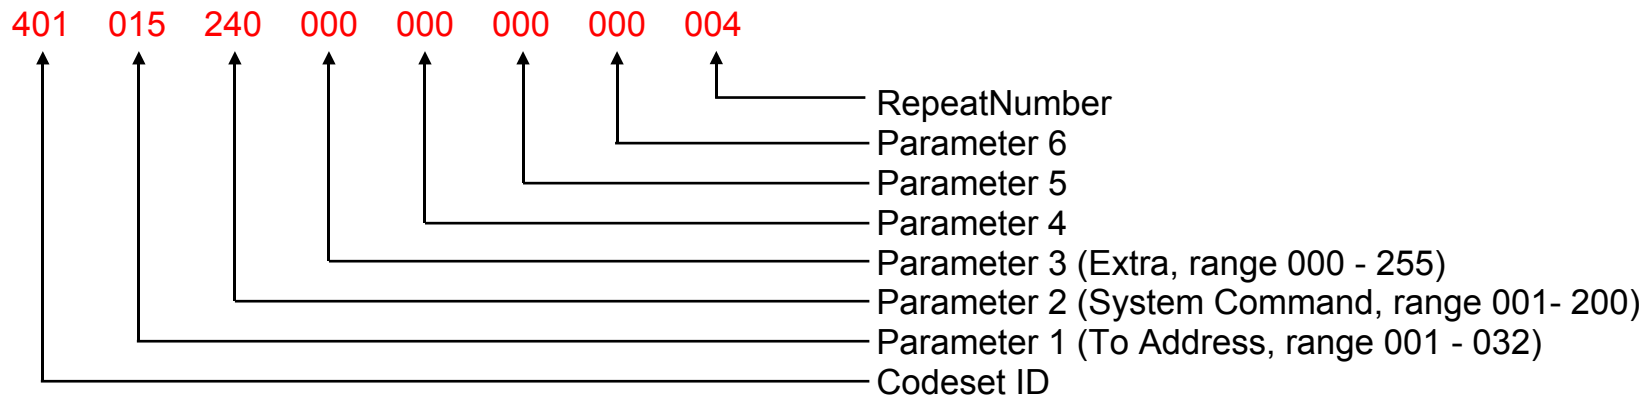 401 015 240 000 000 000 000 004
RepeatNumber
Parameter 6
Parameter 5
Parameter 4
Parameter 3 (Extra, range 000 - 255)
Parameter 2 (System Command, range 001- 200)
Parameter 1 (To Address, range 001 - 032)
Codeset ID